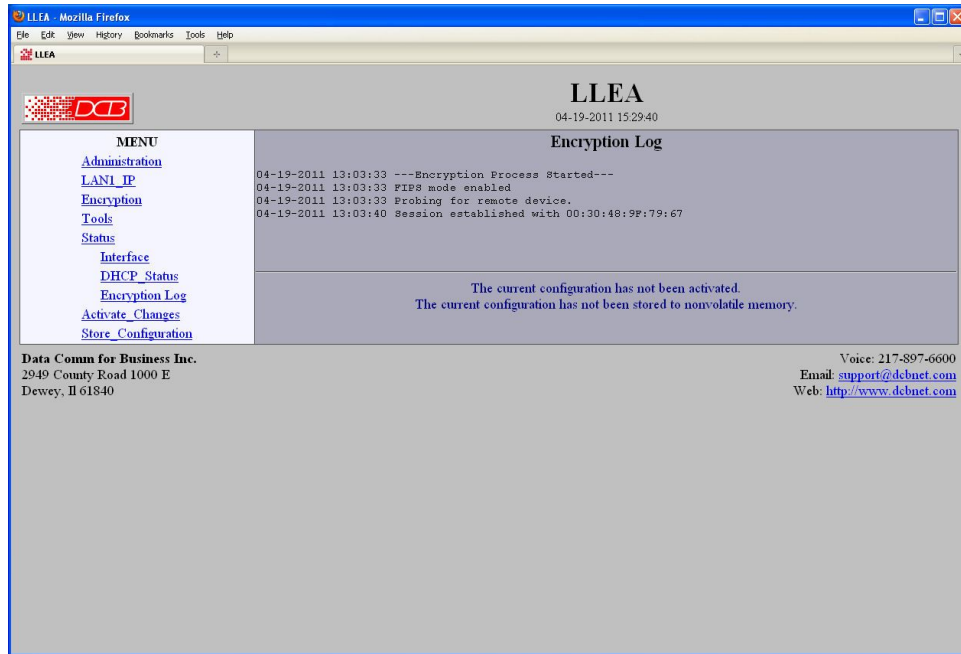 LLEA - Mozilla Firefox
File Edit View History Bookmarks Tools Help
LLEA
DCB
LLEA
04-19-2011 15:29:40
MENU
Administration
LAN1_IP
Encryption
Tools
Status
Interface
DHCP_Status
Encryption Log
Activate_Changes
Store_Configuration
Encryption Log
04-19-2011 13:03:33 ---Encryption Process Started---
04-19-2011 13:03:33 FIPS mode enabled
04-19-2011 13:03:33 Probing for remote device.
04-19-2011 13:03:40 Session established with 00:30:48:9F:79:67
The current configuration has not been activated.
The current configuration has not been stored to nonvolatile memory.
Data Comm for Business Inc.
2949 County Road 1000 E
Dewey, Il 61840
Voice: 217-897-6600
Email: support@dcbnet.com
Web: http://www.dcbnet.com